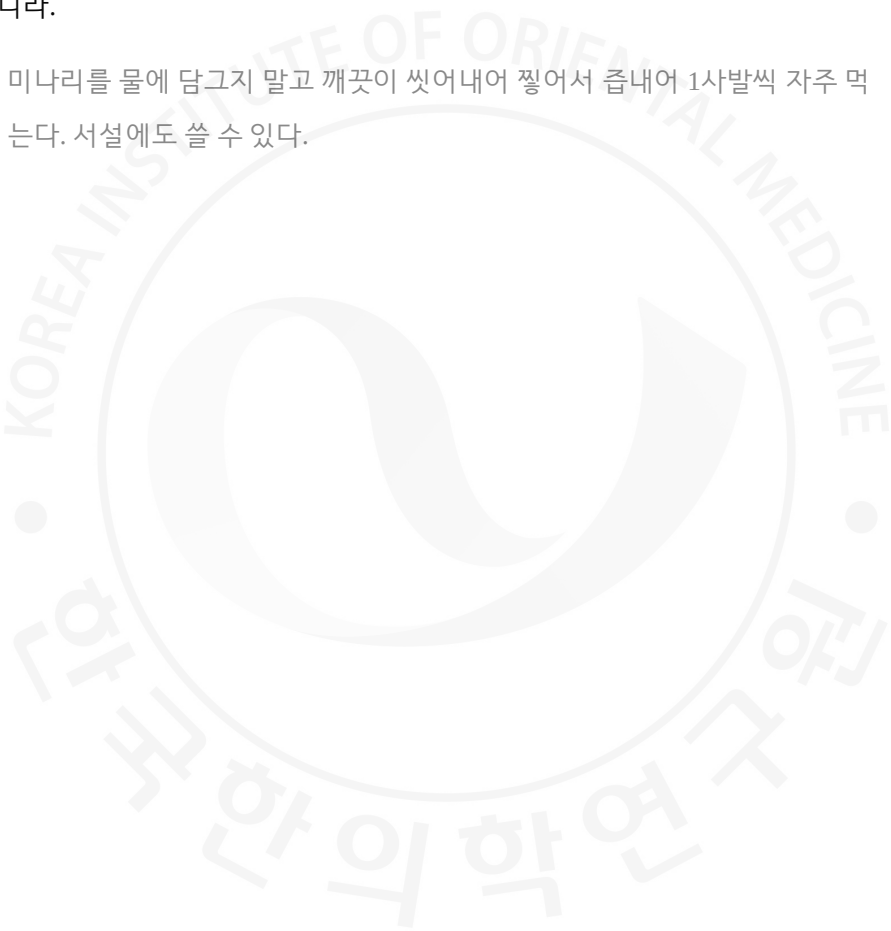 니라.
미나리를 물에 담그지 말고 깨끗이 씻어내어 찧어서 즙내어 1사발씩 자주 먹
는다. 서설에도 쓸 수 있다.
KOREA INSTITUTE OF ORIENTAL MEDICINE
한국한의학연구원